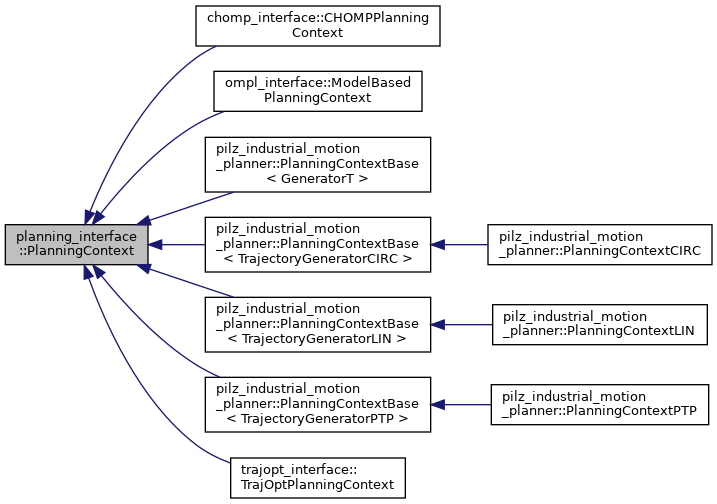 chomp_interface::CHOMPPlanning
Context
ompl_interface::ModelBased
PlanningContext
pilz_industrial_motion
_planner::PlanningContextBase
< GeneratorT >
planning_interface
::PlanningContext
pilz_industrial_motion
_planner::PlanningContextBase
< TrajectoryGeneratorCIRC >
pilz_industrial_motion
_planner::PlanningContextCIRC
pilz_industrial_motion
_planner::PlanningContextBase
< TrajectoryGeneratorLIN >
pilz_industrial_motion
_planner::PlanningContextLIN
pilz_industrial_motion
_planner::PlanningContextBase
< TrajectoryGeneratorPTP >
pilz_industrial_motion
_planner::PlanningContextPTP
trajopt_interface::
TrajOptPlanningContext